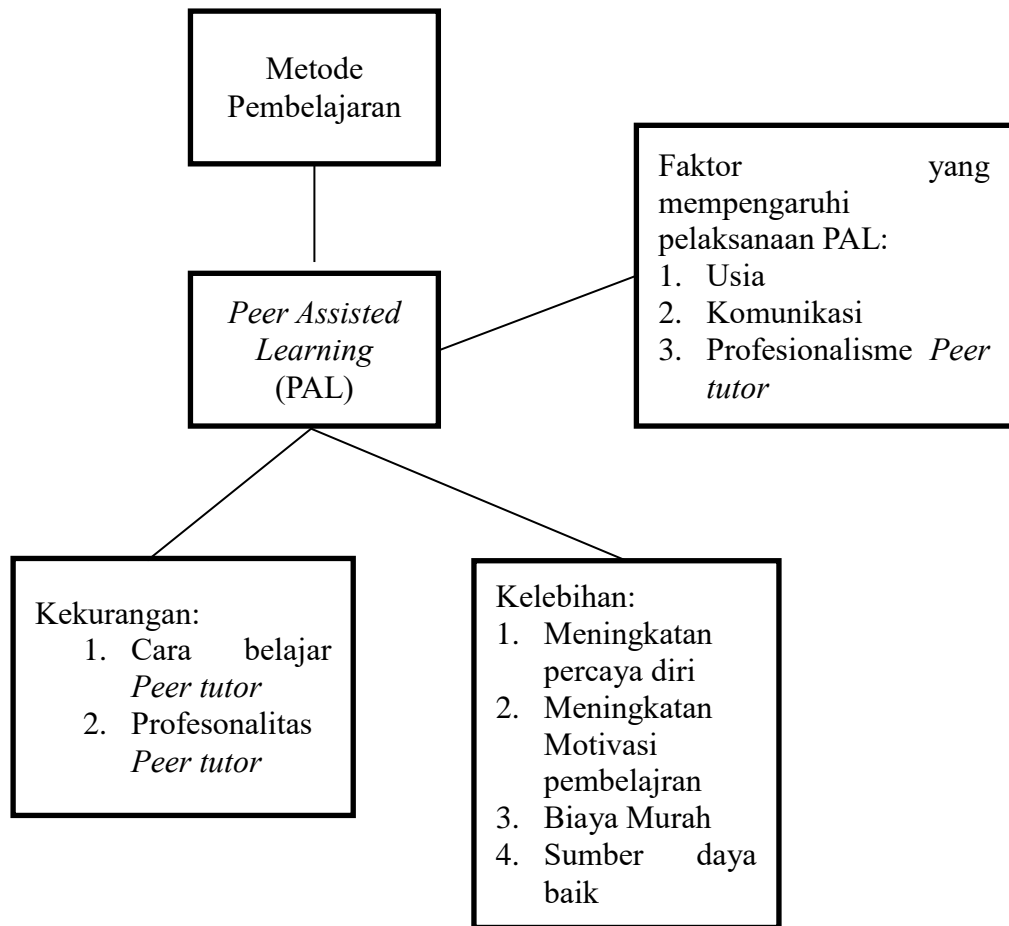 Metode
Pembelajaran
Faktor yang
mempengaruhi
pelaksanaan PAL:
1. Usia
2. Komunikasi
3. Profesionalisme Peer
tutor
Peer Assisted
Learning
(PAL)
Kekurangan:
1. Cara belajar
Peer tutor
2. Profesonalitas
Peer tutor
Kelebihan:
1. Meningkatan
percaya diri
2. Meningkatan
Motivasi
pembelajran
3. Biaya Murah
4. Sumber daya
baik